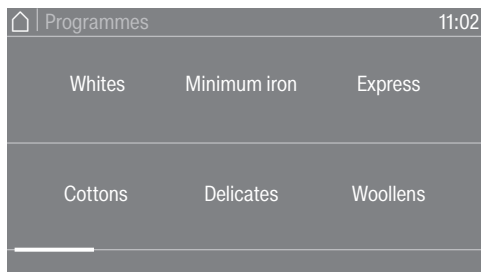 Programmes 11:02
Whites Minimum iron Express
Cottons Delicates Woollens